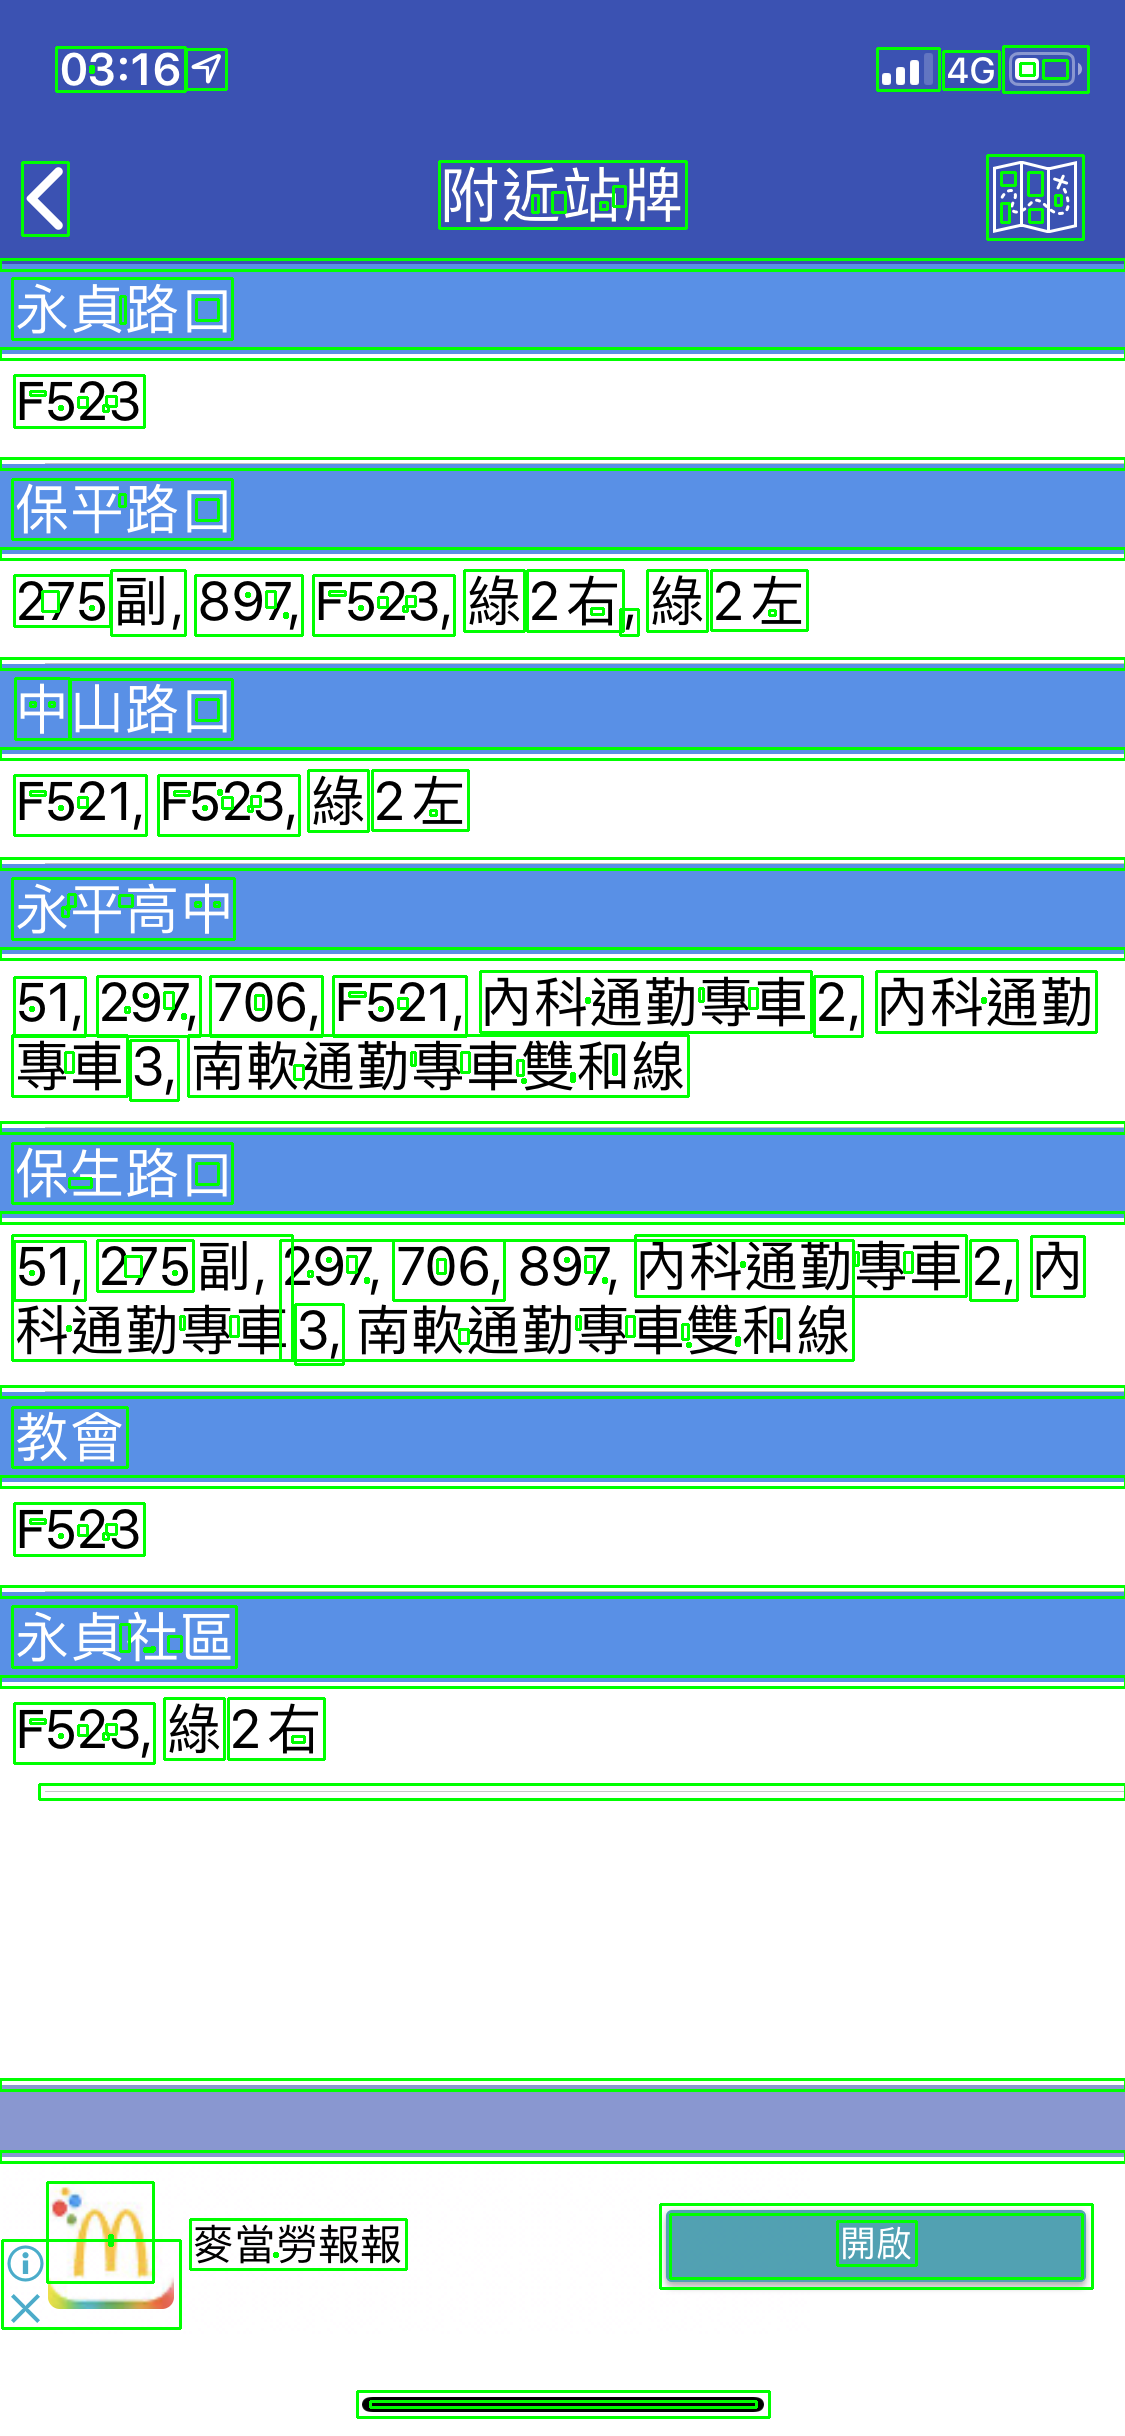 03:16 4G
附近站牌
永貞路口
F523
保平路口
275副, 897, F523, 綠2右, 綠2左
中山路口
F521, F523, 綠2左
永平高中
51, 297, 706, F521, 內科通勤專車2, 內科通勤
專車3, 南軟通勤專車雙和線
保生路口
51, 275副, 297, 706, 897, 內科通勤專車2, 內
科通勤專車3, 南軟通勤專車雙和線
教會
F523
永貞社區
F523, 綠2右
麥當勞報報
開啟